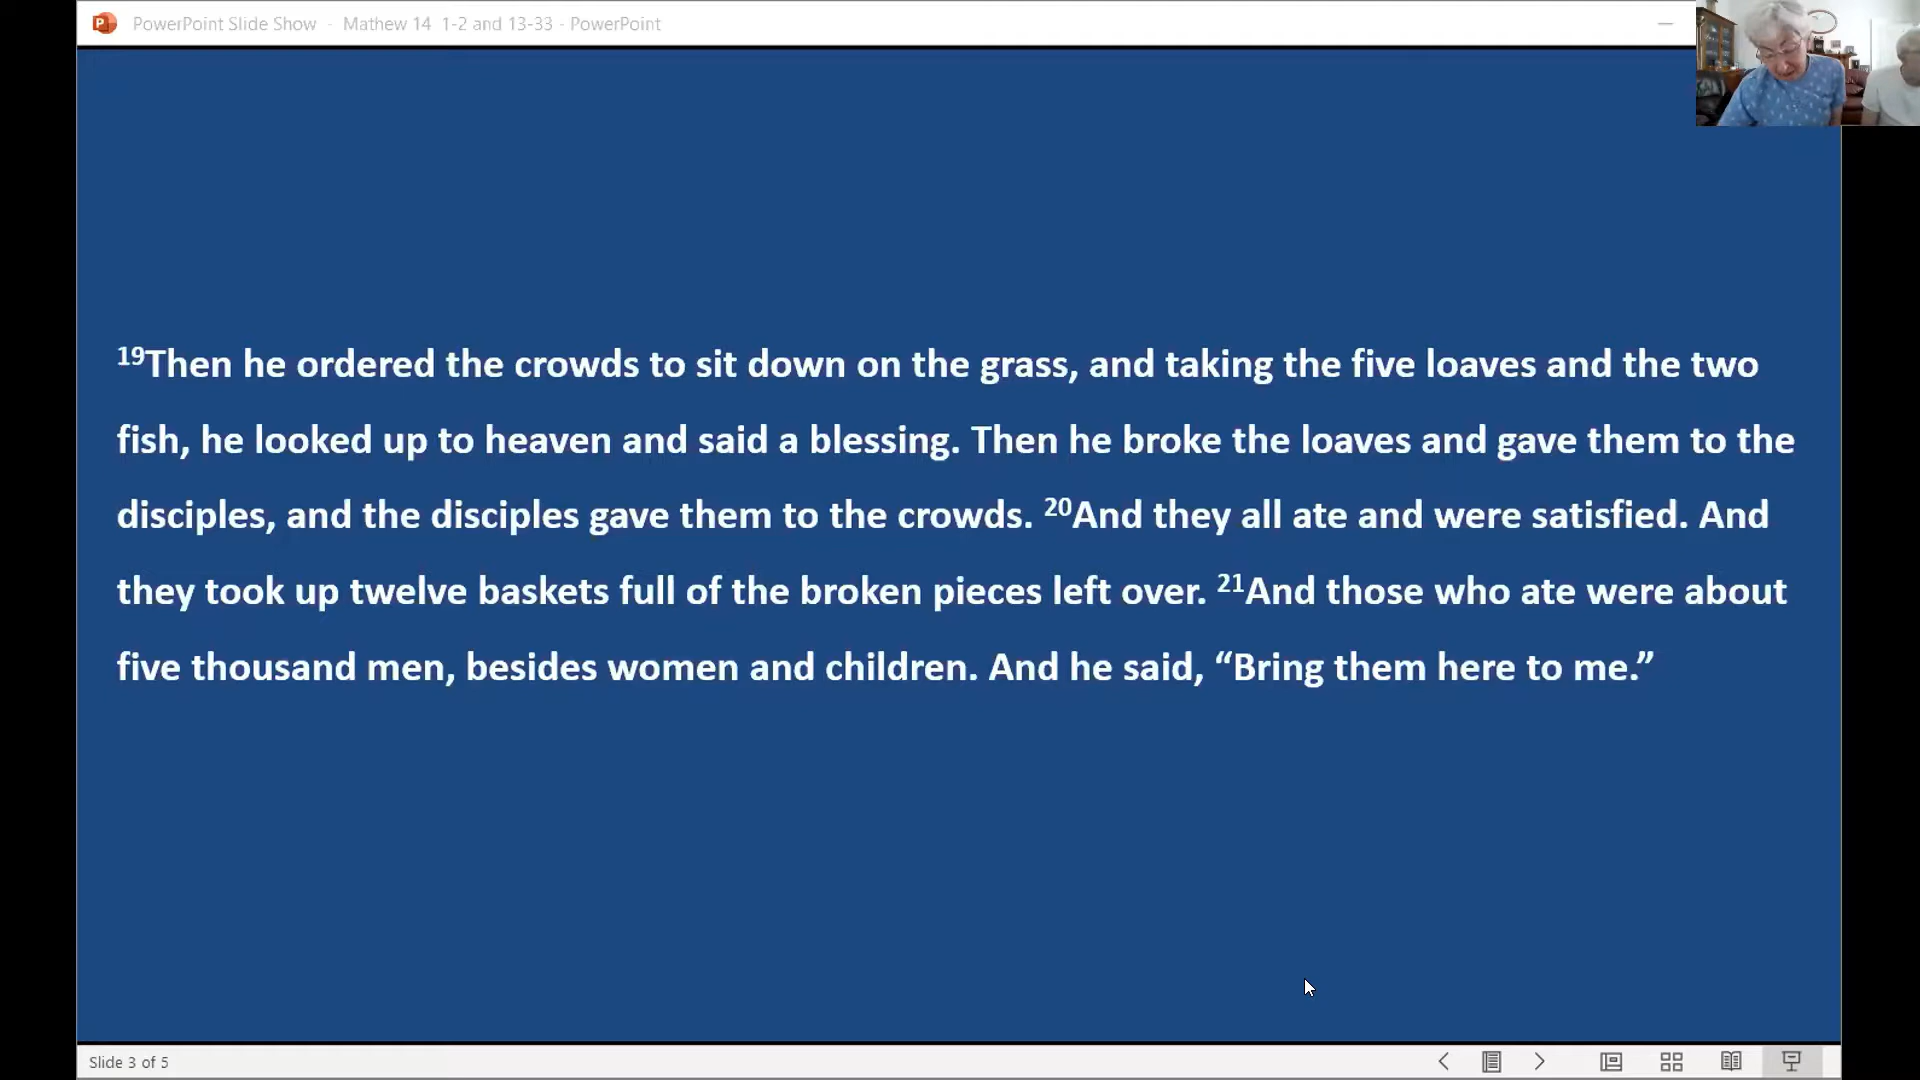 PowerPoint Slide Show - Mathew 14 1-2 and 13-33 - PowerPoint
19Then he ordered the crowds to sit down on the grass, and taking the five loaves and the two
fish, he looked up to heaven and said a blessing. Then he broke the loaves and gave them to the
disciples, and the disciples gave them to the crowds. 20And they all ate and were satisfied. And
they took up twelve baskets full of the broken pieces left over. 21And those who ate were about
five thousand men, besides women and children. And he said, “Bring them here to me.”
Slide 3 of 5